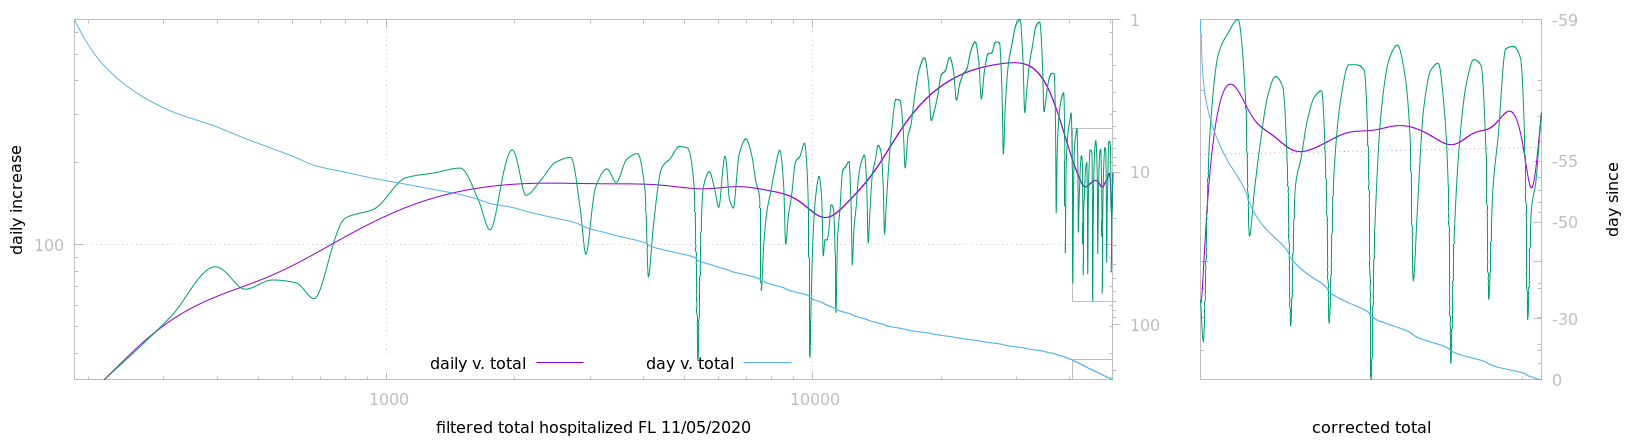 daily increase
100
1
10
100
daily v. total
day v. total
1000
10000
filtered total hospitalized FL 11/05/2020
-59
-55
-50
-30
0
day since
corrected total